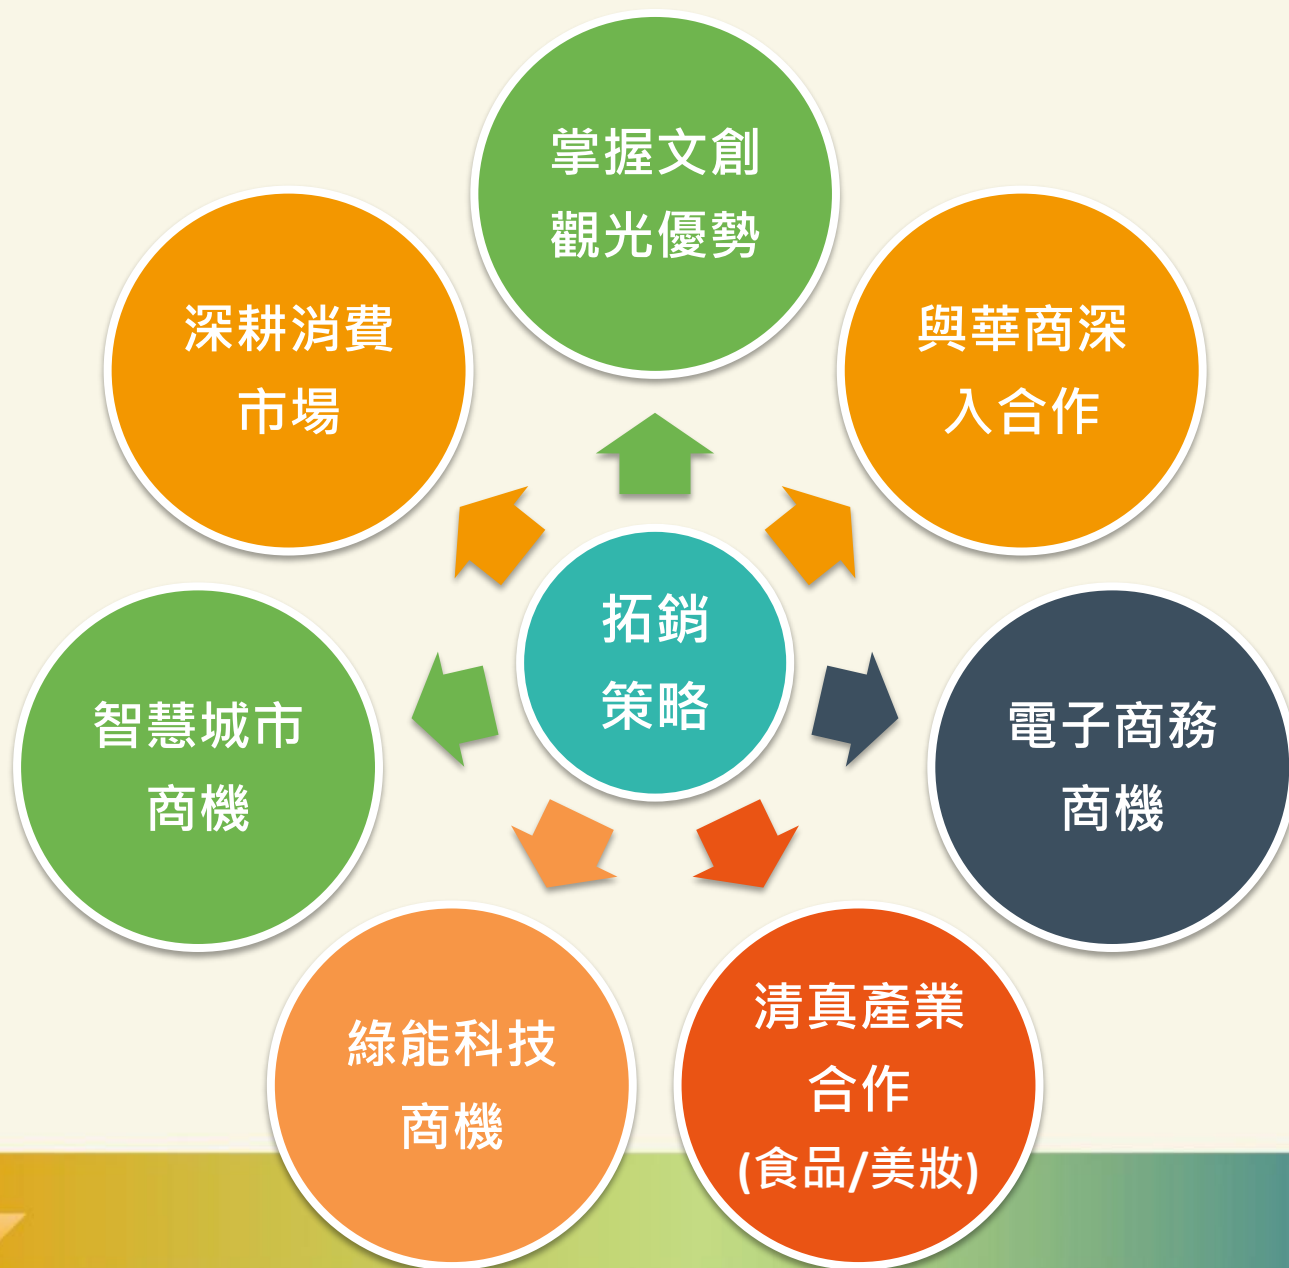 掌握文創
觀光優勢
與華商深
入合作
電子商務
商機
清真產業
合作
(食品/美妝)
綠能科技
商機
智慧城市
商機
深耕消費
市場
拓銷
策略